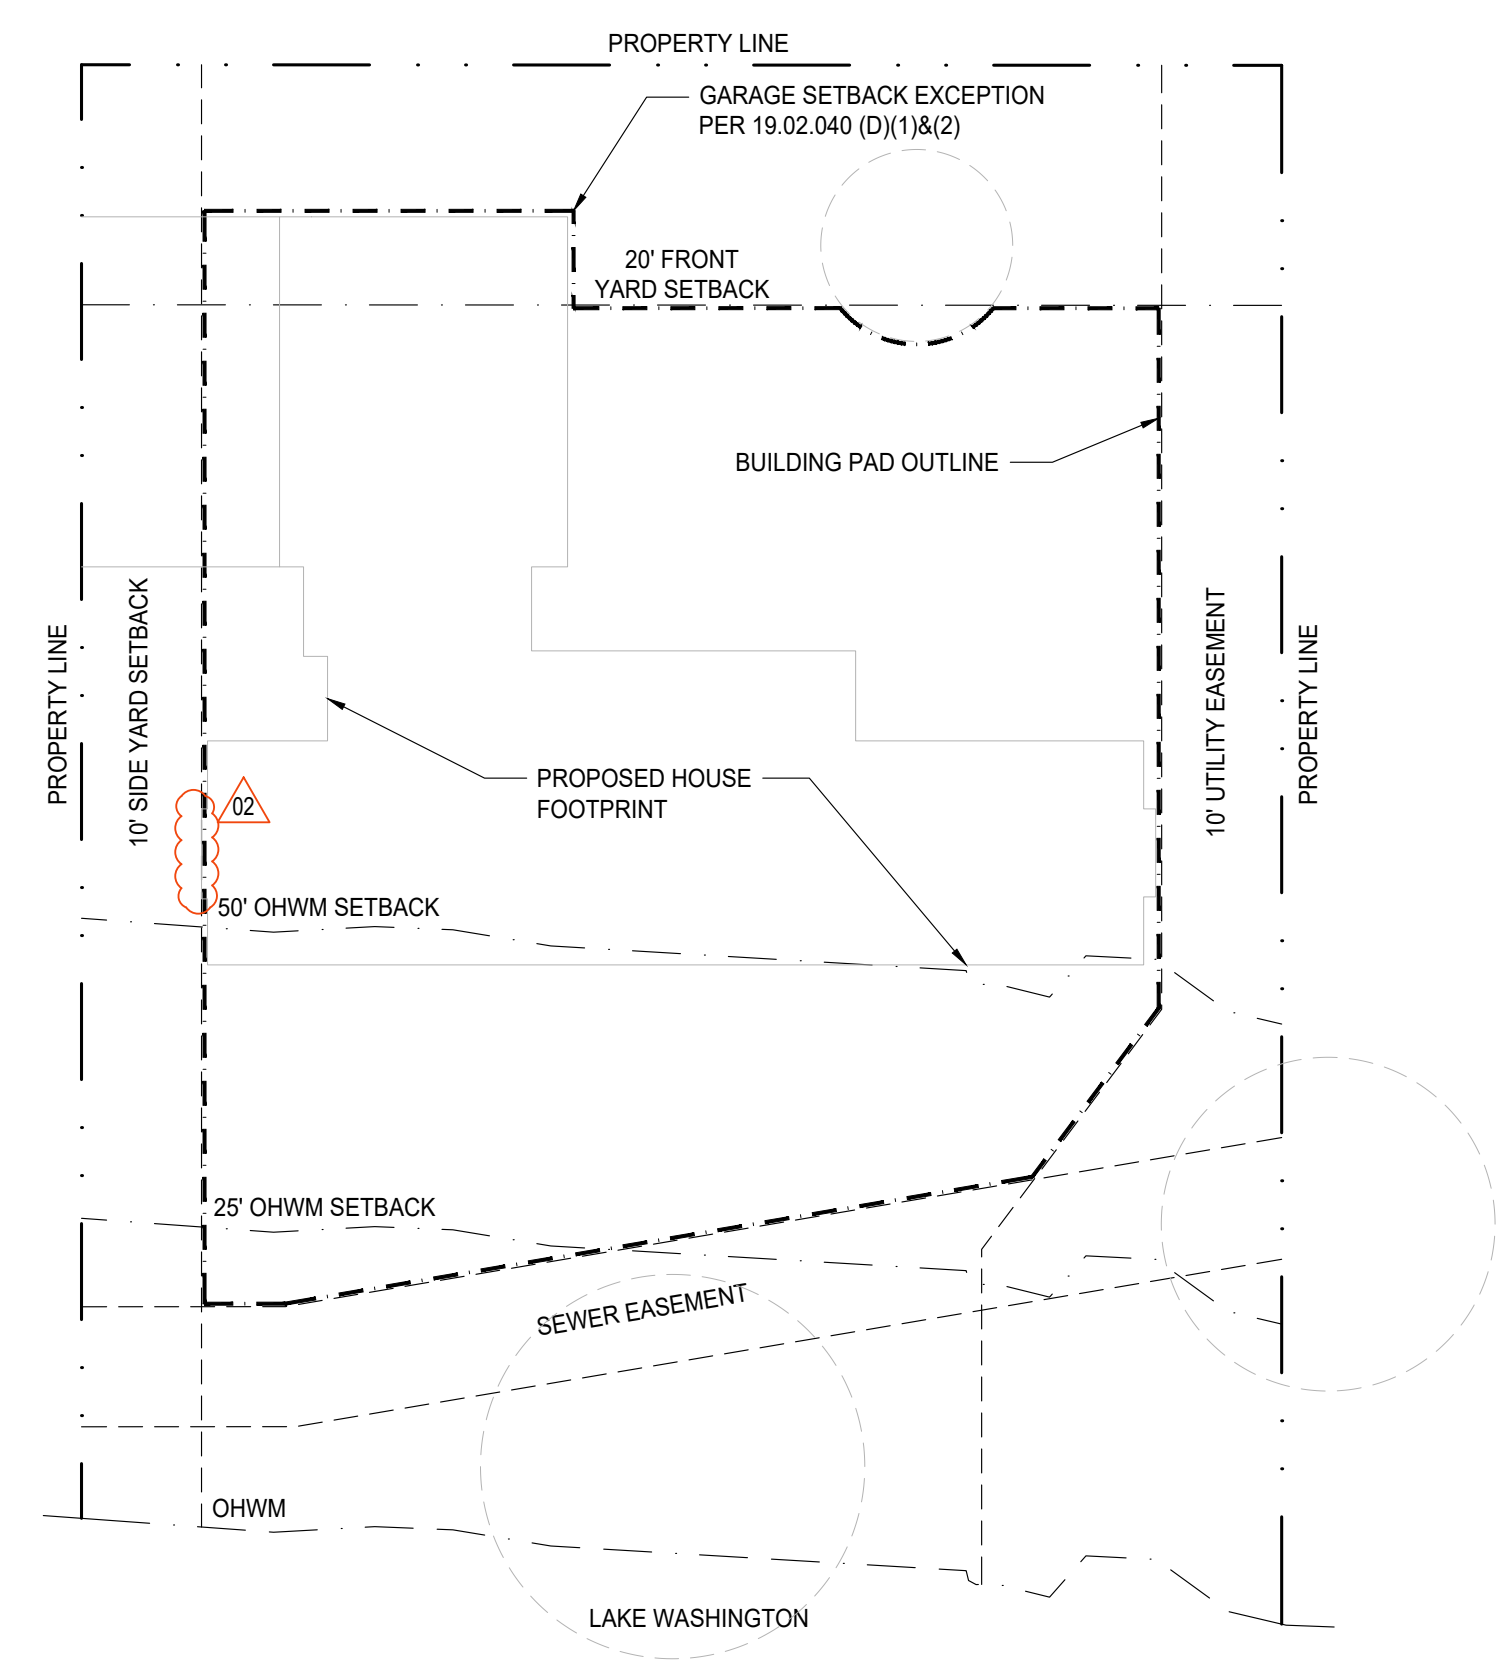 PROPERTY LINE
GARAGE SETBACK EXCEPTION
PER 19.02.040 (D)(1)&(2)
20' FRONT
YARD SETBACK
BUILDING PAD OUTLINE
PROPERTY LINE
10' SIDE YARD SETBACK
10' UTILITY EASEMENT
PROPERTY LINE
PROPOSED HOUSE
FOOTPRINT
02
50' OHWM SETBACK
25' OHWM SETBACK
SEWER EASEMENT
OHWM
LAKE WASHINGTON